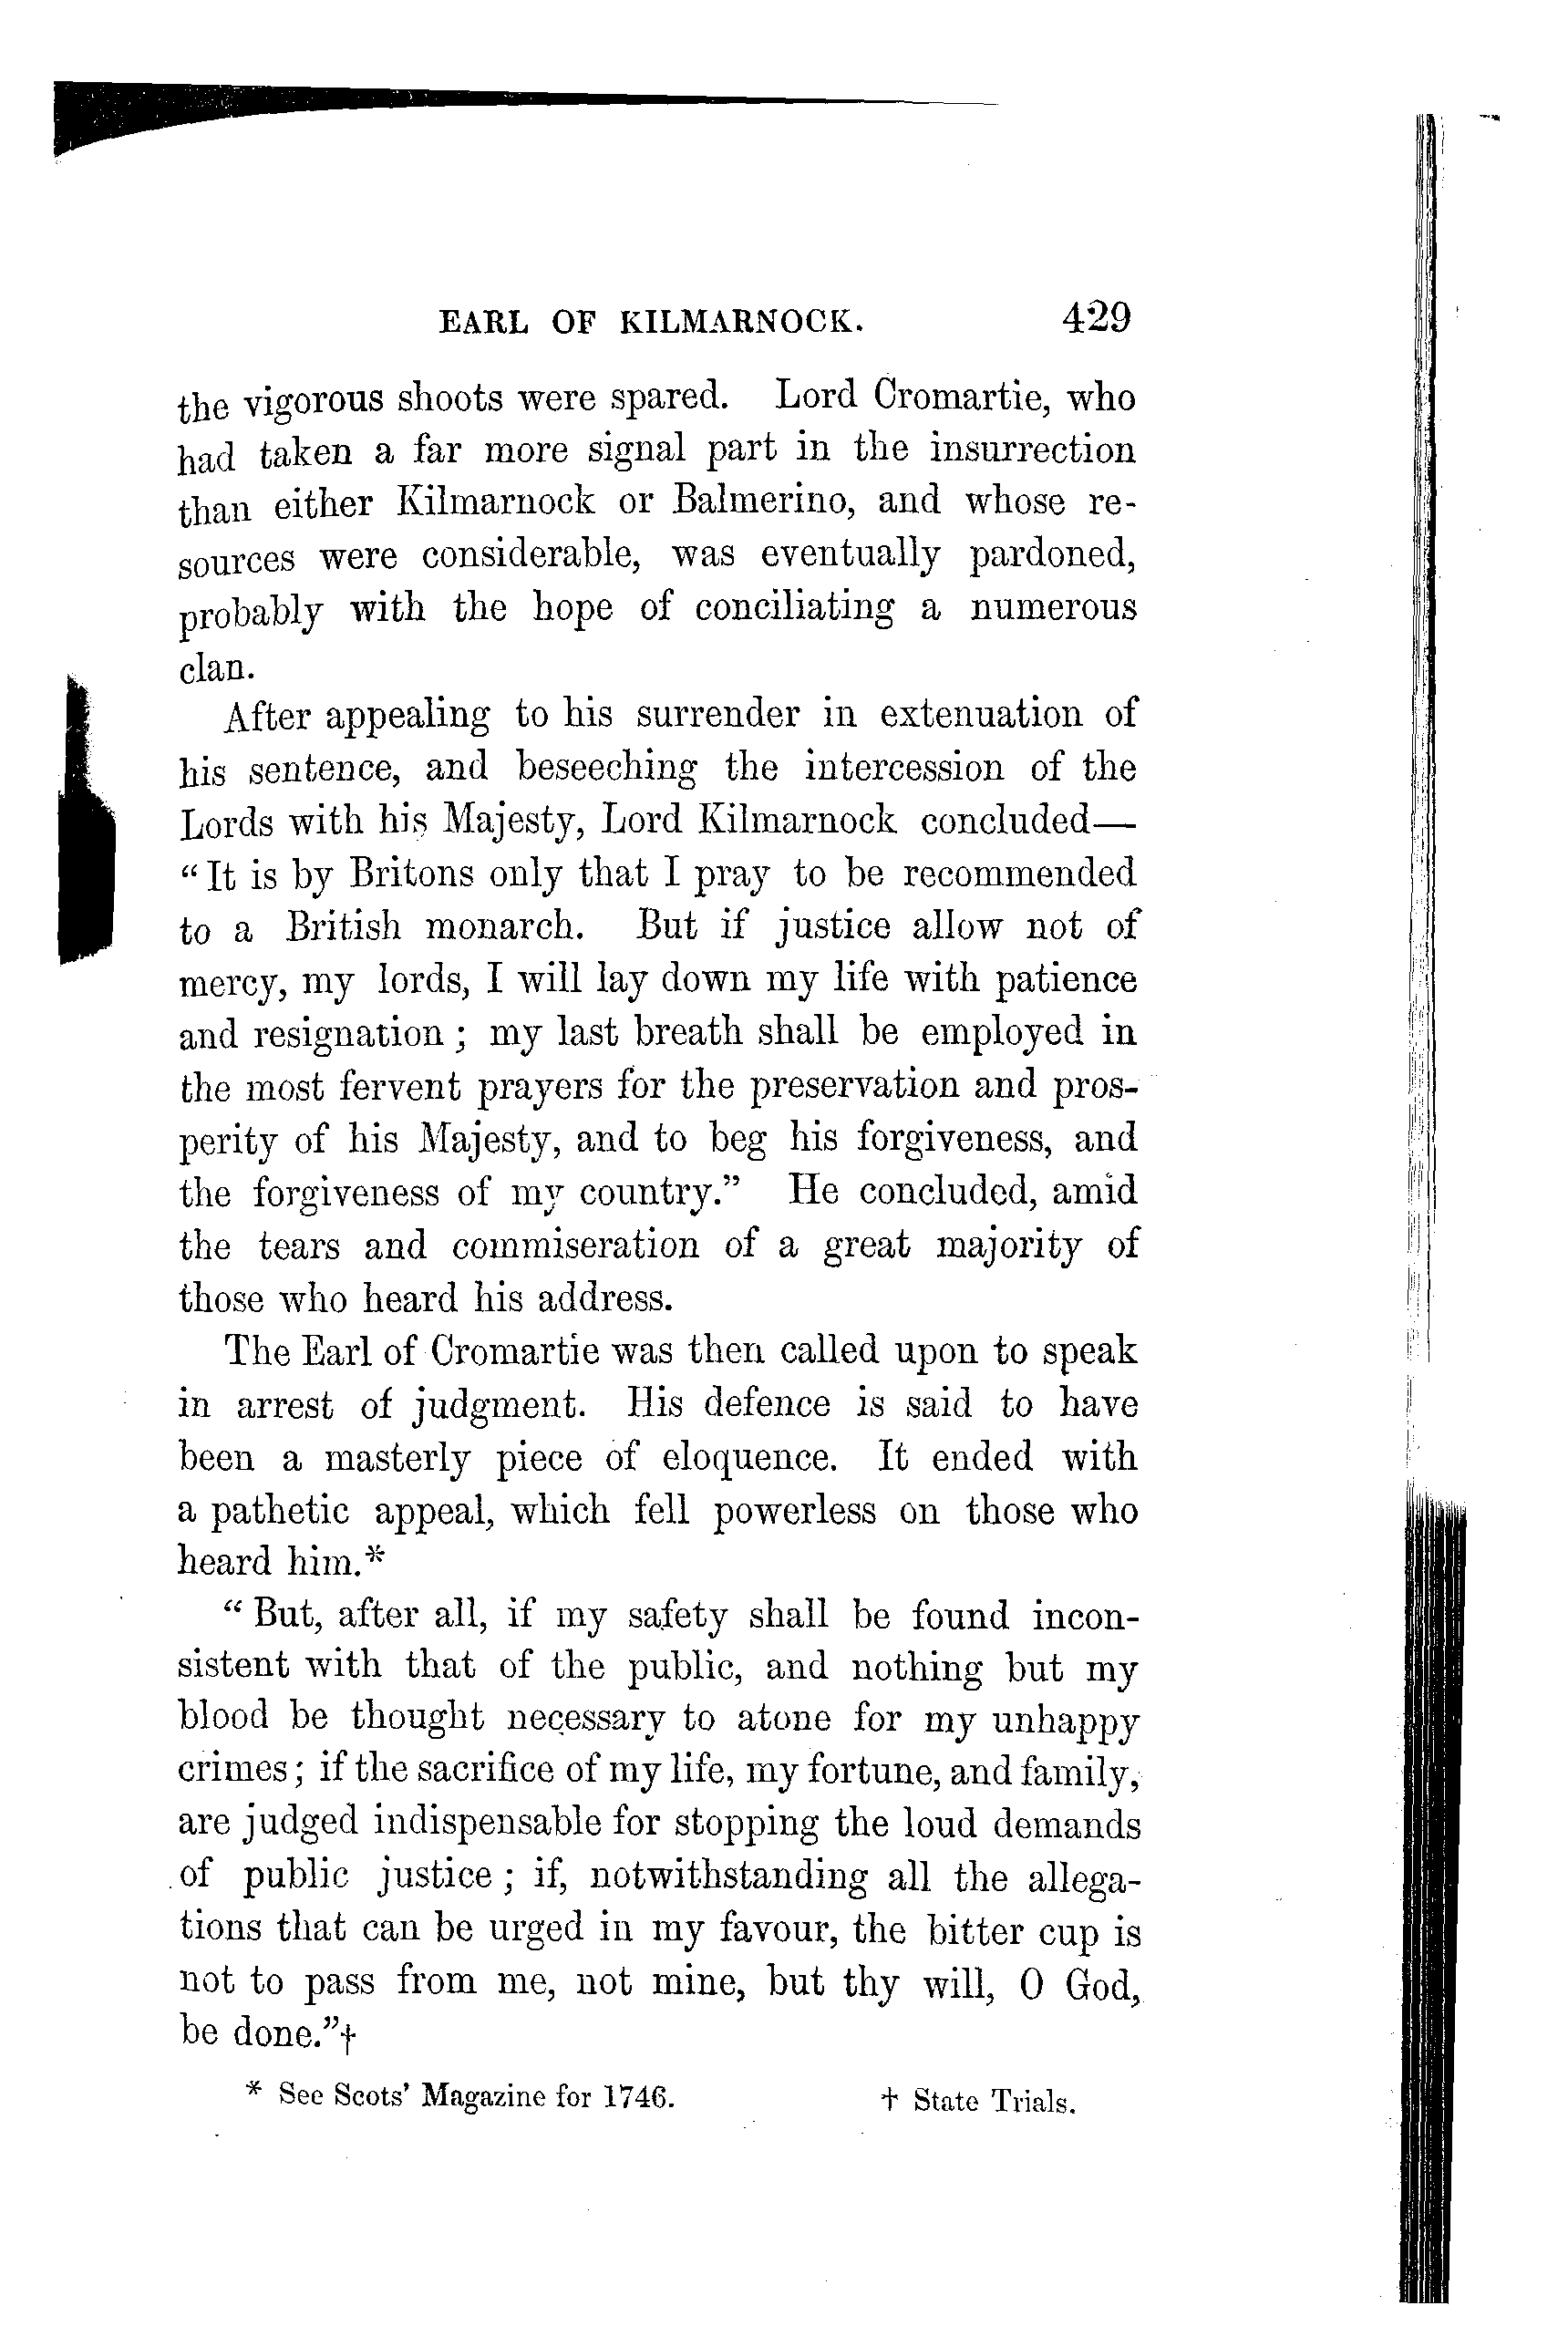 EARL OF KILMARNOCK. 429
the vigorous shoots were spared. Lord Cromartie, who
had taken a far more signal part in the insurrection
than either Kilmarnock or Balmerino, and whose re-
sources were considerable, was eventually pardoned,
probably with the hope of conciliating a numerous
clan.
After appealing to his surrender in extenuation of
his sentence, and beseeching the intercession of the
Lords with his Majesty, Lord Kilmarnock concluded—
“It is by Britons only that I pray to be recommended
to a British monarch. But if justice allow not of
mercy, my lords, I will lay down my life with patience
and resignation; my last breath shall be employed in
the most fervent prayers for the preservation and pros-
perity of his Majesty, and to beg his forgiveness, and
the forgiveness of my country.” He concluded, amid
the tears and commiseration of a great majority of
those who heard his address.
The Earl of Cromartie was then called upon to speak
in arrest of judgment. His defence is said to have
been a masterly piece of eloquence. It ended with
a pathetic appeal, which fell powerless on those who
heard him.*
“But, after all, if my safety shall be found incon-
sistent with that of the public, and nothing but my
blood be thought necessary to atone for my unhappy
crimes; if the sacrifice of my life, my fortune, and family,
are judged indispensable for stopping the loud demands
of public justice; if, notwithstanding all the allega-
tions that can be urged in my favour, the bitter cup is
not to pass from me, not mine, but thy will, O God,
be done.”†
* See Scots' Magazine for 1746. † State Trials.